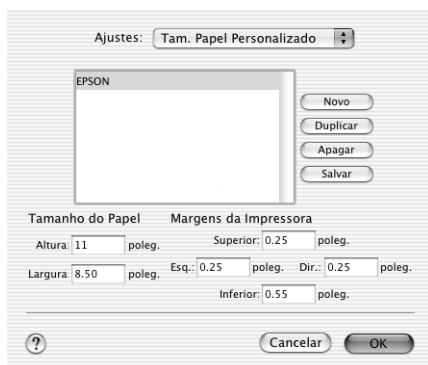 Ajustes: Tam. Papel Personalizado
EPSON
Novo
Duplicar
Apagar
Salvar
Tamanho do Papel Margens da Impressora
Altura: 11 poleg. Superior: 0.25 poleg.
Largura: 8.50 poleg. Esq.: 0.25 poleg. Dir.: 0.25 poleg.
Inferior: 0.55 poleg.
? Cancelar OK